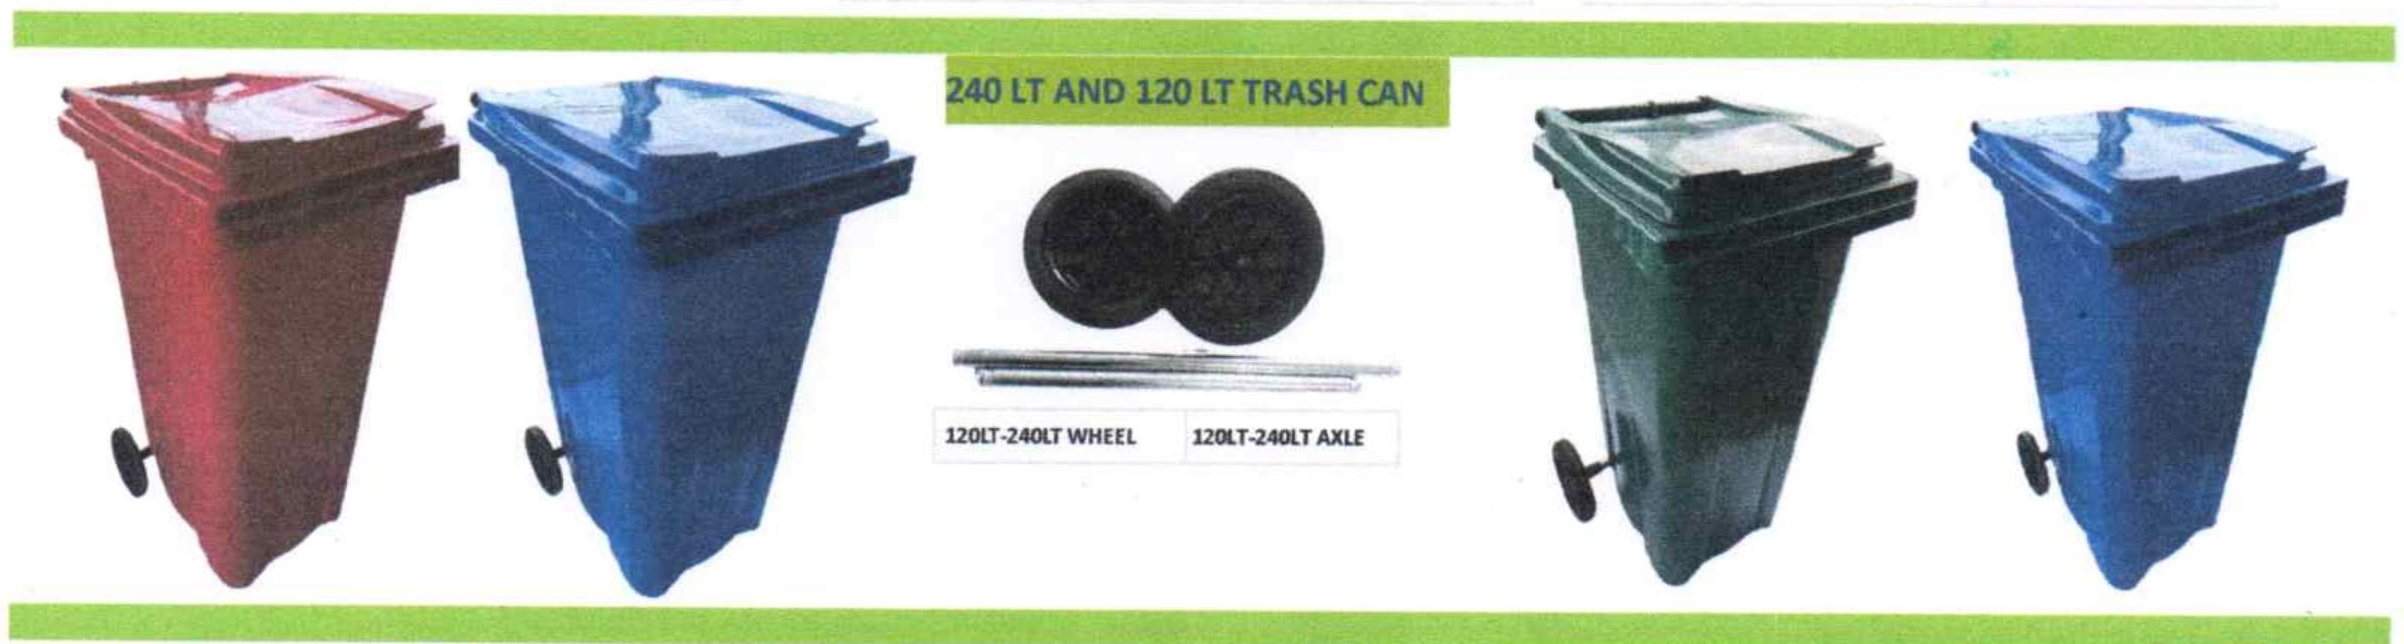 240 LT AND 120 LT TRASH CAN
120LT-240LT WHEEL
120LT-240LT AXLE